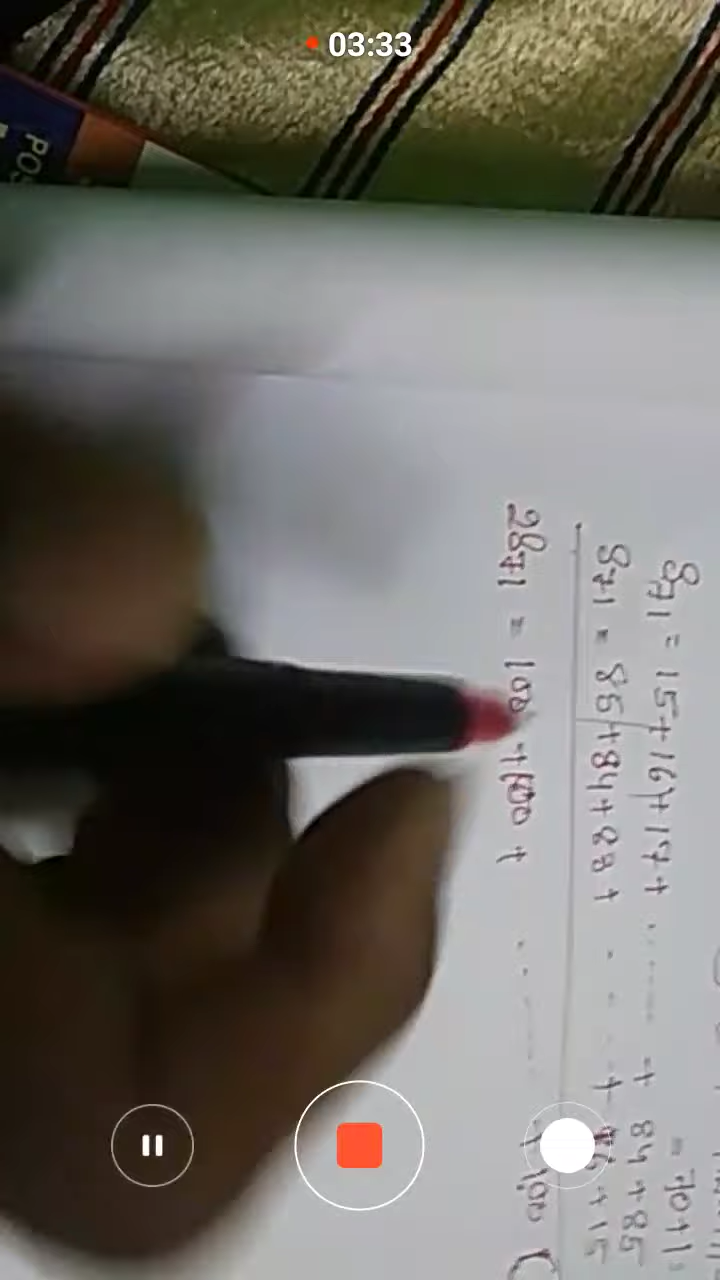 03:33
POS
= 70+1 =
S71 = 15+16+17+ ...... + 84+85
S71 = 85+84+83+ .... + 16+15
2S71 = 100 +100 + ...... + 100 (